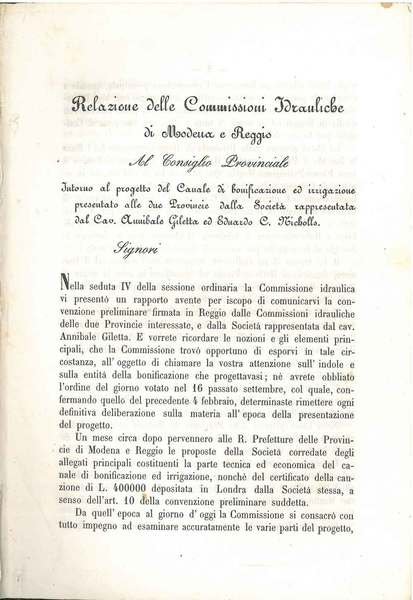 Relazione delle Commissioni Idrauliche
di Modena e Reggio
Al Consiglio Provinciale
Intorno al progetto del Canale di bonificazione ed irrigazione
presentato alle due Provincie dalla Società rappresentata
dal Cav. Annibale Giletta ed Eduardo C. Nicholls.
Signori
Nella seduta IV della sessione ordinaria la Commissione idraulica
vi presentò un rapporto avente per iscopo di comunicarvi la con-
venzione preliminare firmata in Reggio dalle Commissioni idrauliche
delle due Provincie interessate, e dalla Società rappresentata dal cav.
Annibale Giletta. E vorrete ricordare le nozioni e gli elementi prin-
cipali, che la Commissione trovò opportuno di esporvi in tale cir-
costanza, all'oggetto di chiamare la vostra attenzione sull'indole e
sulla entità della bonificazione che progettavasi; nè avrete obbliato
l'ordine del giorno votato nel 16 passato settembre, col quale, con-
fermando quello del precedente 4 febbraio, determinaste rimettere ogni
definitiva deliberazione sulla materia all'epoca della presentazione
del progetto.
Un mese circa dopo pervennero alle R. Prefetture delle Provin-
cie di Modena e Reggio le proposte della Società corredate degli
allegati principali costituenti la parte tecnica ed economica del ca-
nale di bonificazione ed irrigazione, nonchè del certificato della cau-
zione di L. 400000 depositata in Londra dalla Società stessa, a
senso dell'art. 10 della convenzione preliminare suddetta.
Da quell'epoca al giorno d'oggi la Commissione si consacrò con
tutto impegno ad esaminare accuratamente le varie parti del progetto,